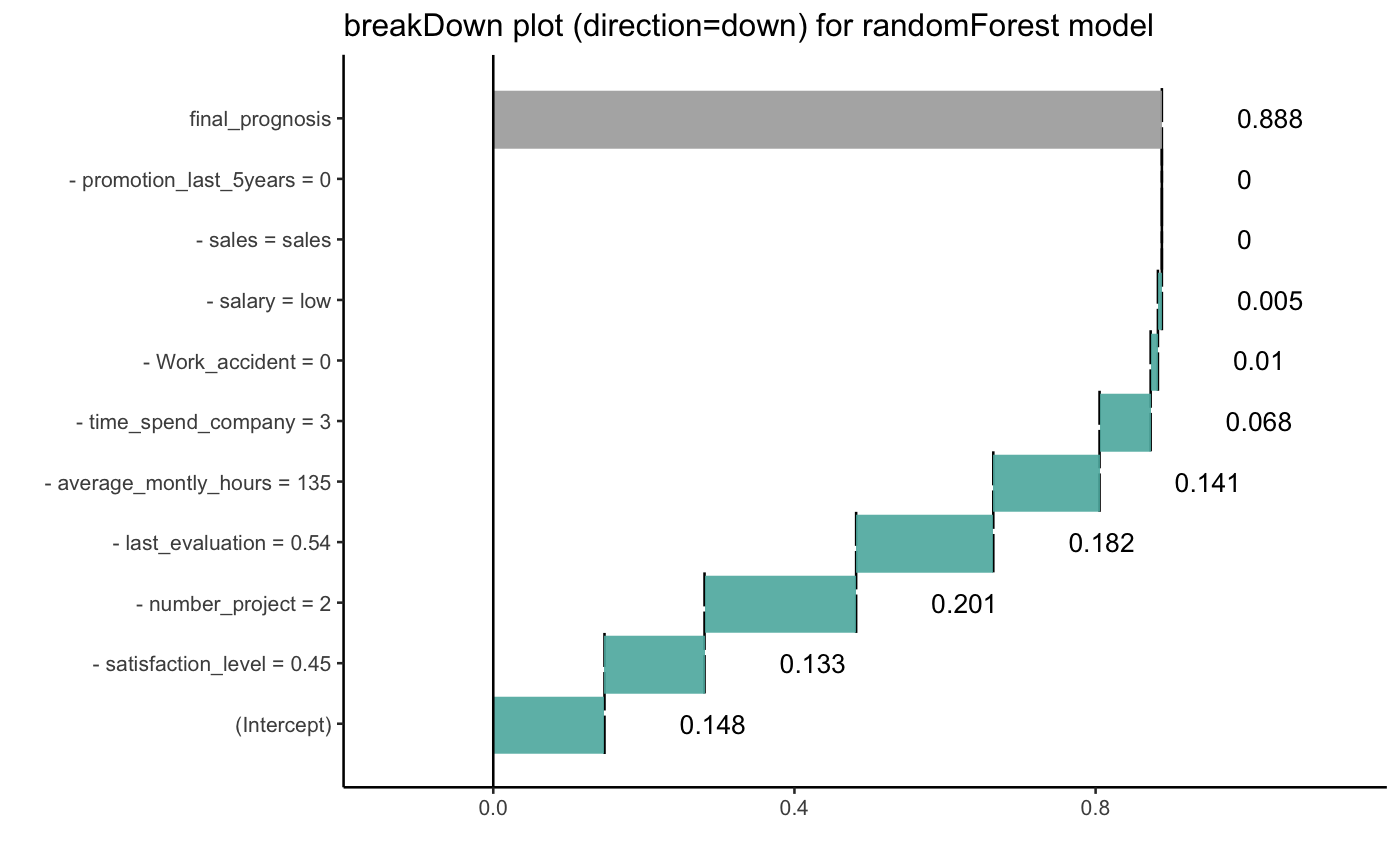 breakDown plot (direction=down) for randomForest model
final_prognosis 0.888
- promotion_last_5years = 0 0
- sales = sales 0
- salary = low 0.005
- Work_accident = 0 0.01
- time_spend_company = 3 0.068
- average_montly_hours = 135 0.141
- last_evaluation = 0.54 0.182
- number_project = 2 0.201
- satisfaction_level = 0.45 0.133
(Intercept) 0.148
0.0 0.4 0.8